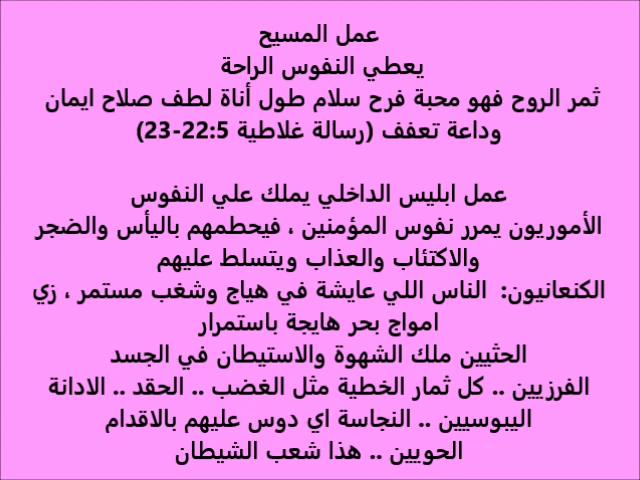 عمل المسيح
يعطي النفوس الراحة
ثمر الروح فهو محبة فرح سلام طول أناة لطف صلاح ايمان
وداعة تعفف (رسالة غلاطية 22:5-23)
عمل ابليس الداخلي يملك علي النفوس
الأموريون يمرر نفوس المؤمنين ، فيحطمهم باليأس والضجر
والاكتئاب والعذاب ويتسلط عليهم
الكنعانيون: الناس اللي عايشة في هياج وشغب مستمر ، زي
امواج بحر هايجة باستمرار
الحثيين ملك الشهوة والاستيطان في الجسد
الفرزيين .. كل ثمار الخطية مثل الغضب .. الحقد .. الادانة
اليبوسيين .. النجاسة اي دوس عليهم بالاقدام
الحويين .. هذا شعب الشيطان